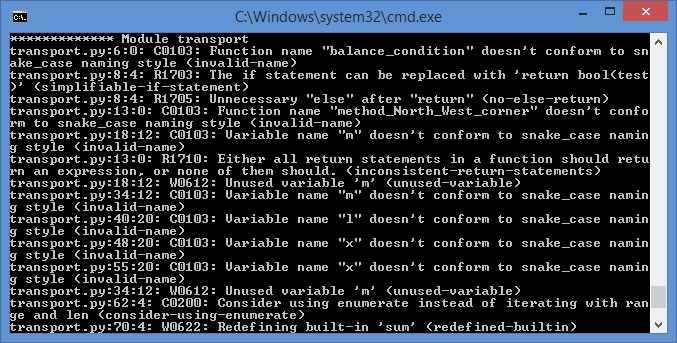 C:\Windows\system32\cmd.exe
************* Module transport
transport.py:6:0: C0103: Function name "balance_condition" doesn't conform to sn
ake_case naming style (invalid-name)
transport.py:8:4: R1703: The if statement can be replaced with 'return bool(test
)' (simplifiable-if-statement)
transport.py:8:4: R1705: Unnecessary "else" after "return" (no-else-return)
transport.py:13:0: C0103: Function name "method_North_West_corner" doesn't confo
rm to snake_case naming style (invalid-name)
transport.py:18:12: C0103: Variable name "m" doesn't conform to snake_case namin
g style (invalid-name)
transport.py:13:0: R1710: Either all return statements in a function should retu
rn an expression, or none of them should. (inconsistent-return-statements)
transport.py:18:12: W0612: Unused variable 'm' (unused-variable)
transport.py:34:12: C0103: Variable name "m" doesn't conform to snake_case namin
g style (invalid-name)
transport.py:40:20: C0103: Variable name "l" doesn't conform to snake_case namin
g style (invalid-name)
transport.py:48:20: C0103: Variable name "x" doesn't conform to snake_case namin
g style (invalid-name)
transport.py:55:20: C0103: Variable name "x" doesn't conform to snake_case namin
g style (invalid-name)
transport.py:34:12: W0612: Unused variable 'm' (unused-variable)
transport.py:62:4: C0200: Consider using enumerate instead of iterating with ran
ge and len (consider-using-enumerate)
transport.py:70:4: W0622: Redefining built-in 'sum' (redefined-builtin)